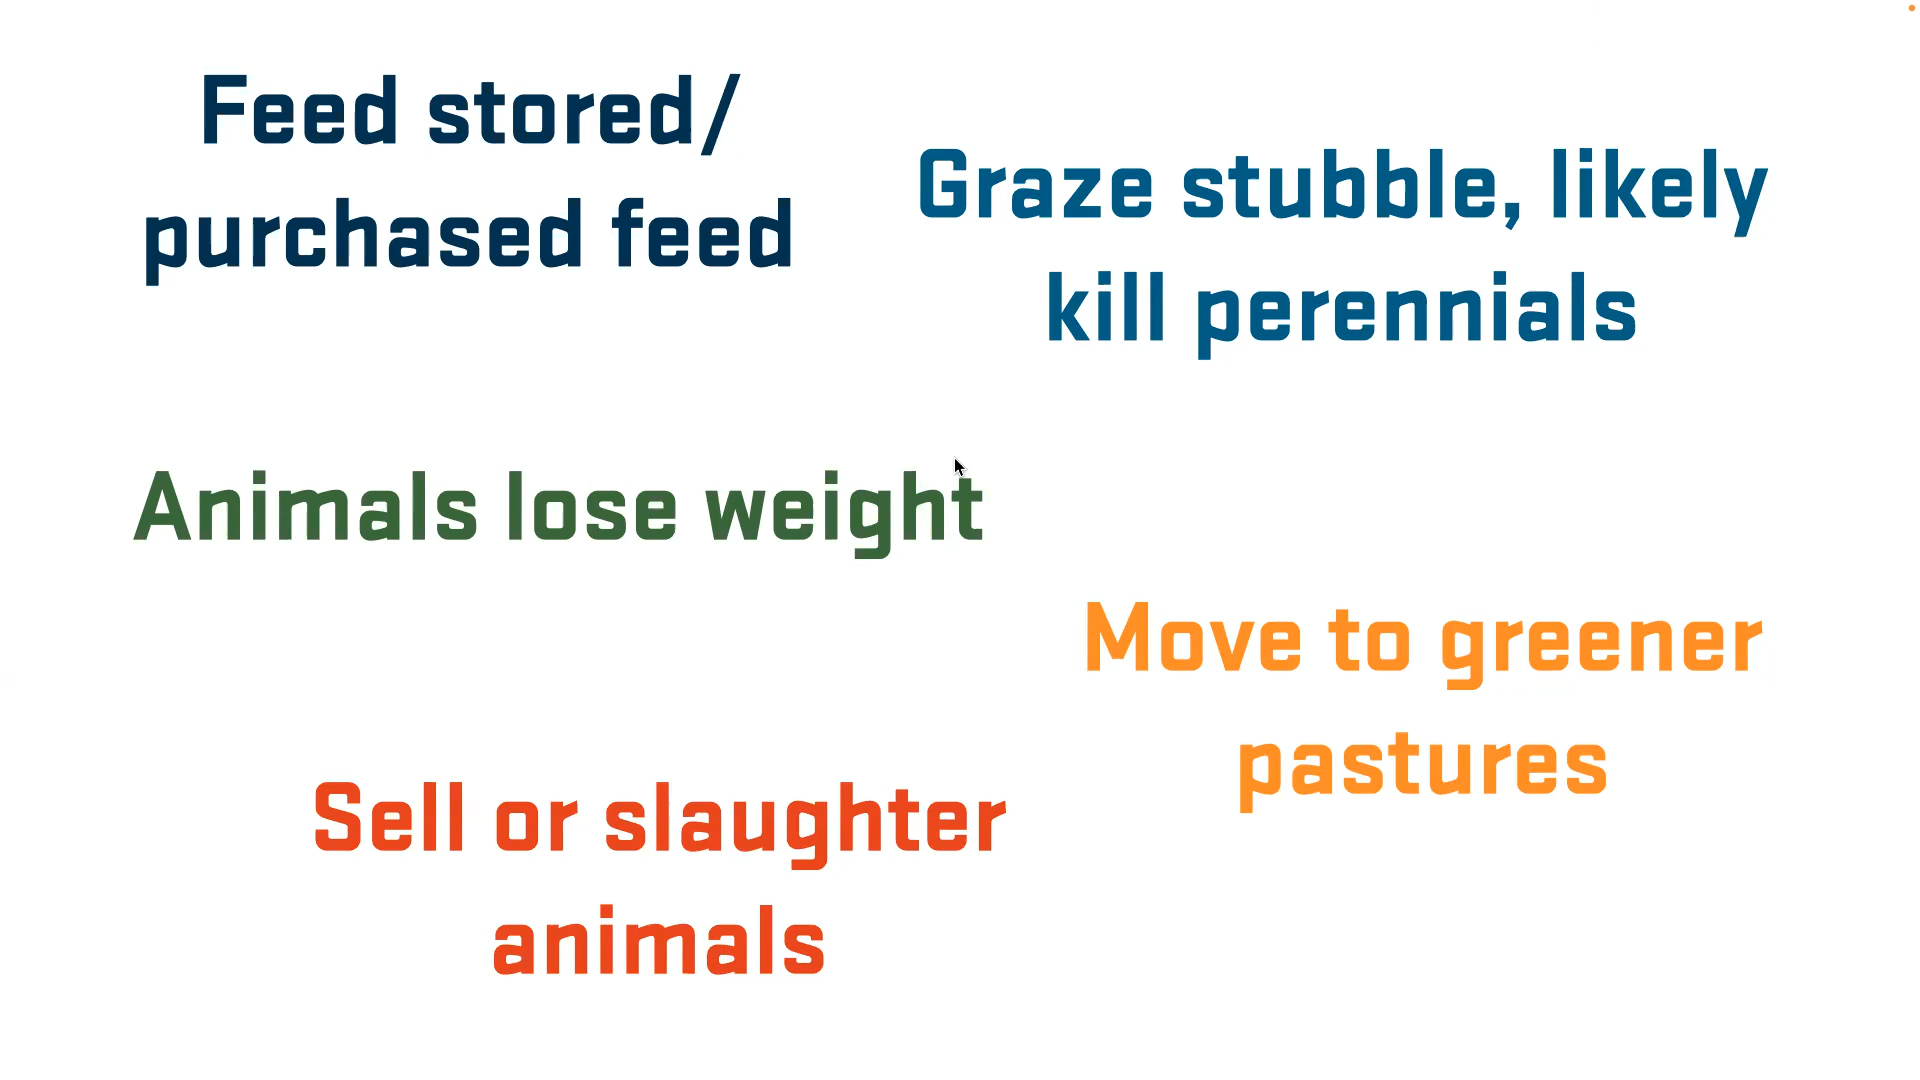 Feed stored/
purchased feed
Graze stubble, likely
kill perennials
Animals lose weight
Move to greener
pastures
Sell or slaughter
animals